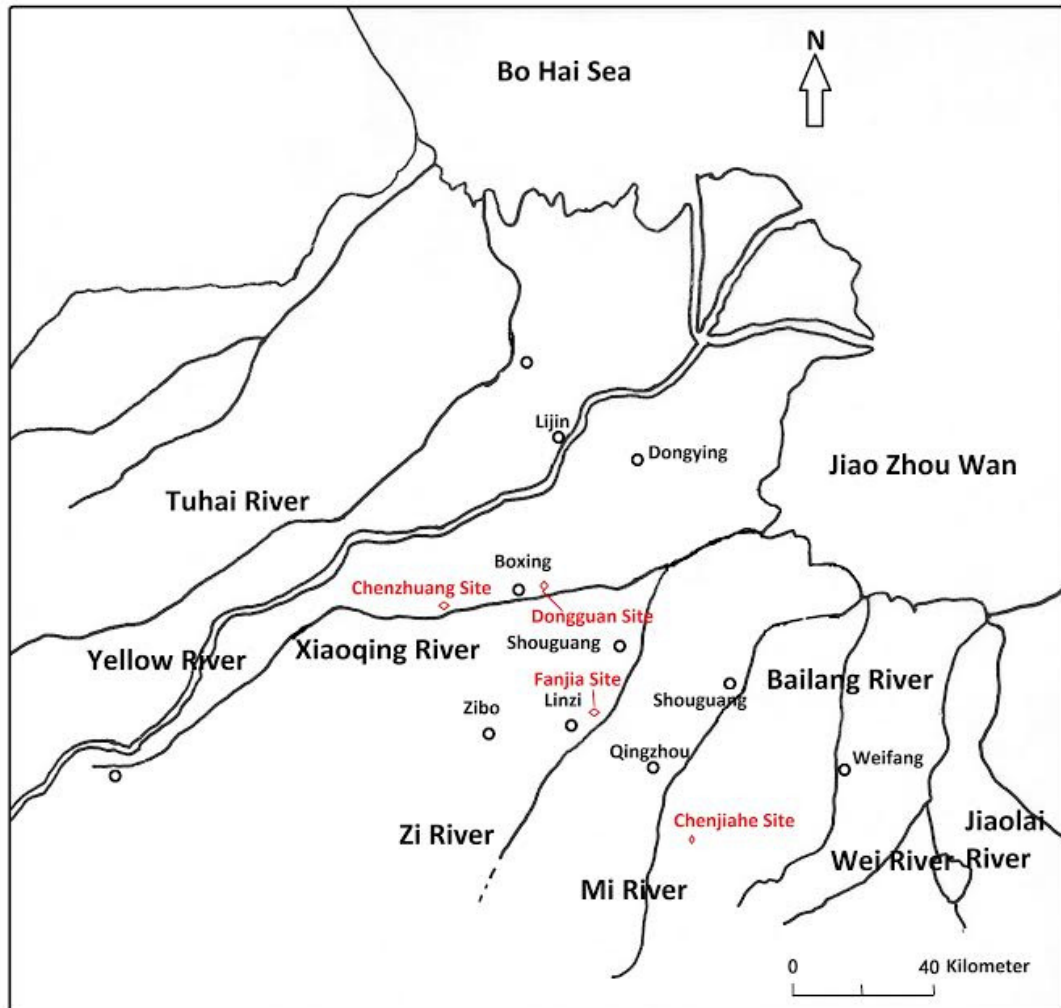 N
Bo Hai Sea
Lijin
Dongying
Jiao Zhou Wan
Tuhai River
Boxing
Chenzhuang Site
Dongguan Site
Shouguang
Yellow River
Xiaoqing River
Fanjia Site
Bailang River
Linzi
Shouguang
Zibo
Qingzhou
Weifang
Chenjiahe Site
Zi River
Jiaolai
River
Wei River
Mi River
0 40 Kilometer